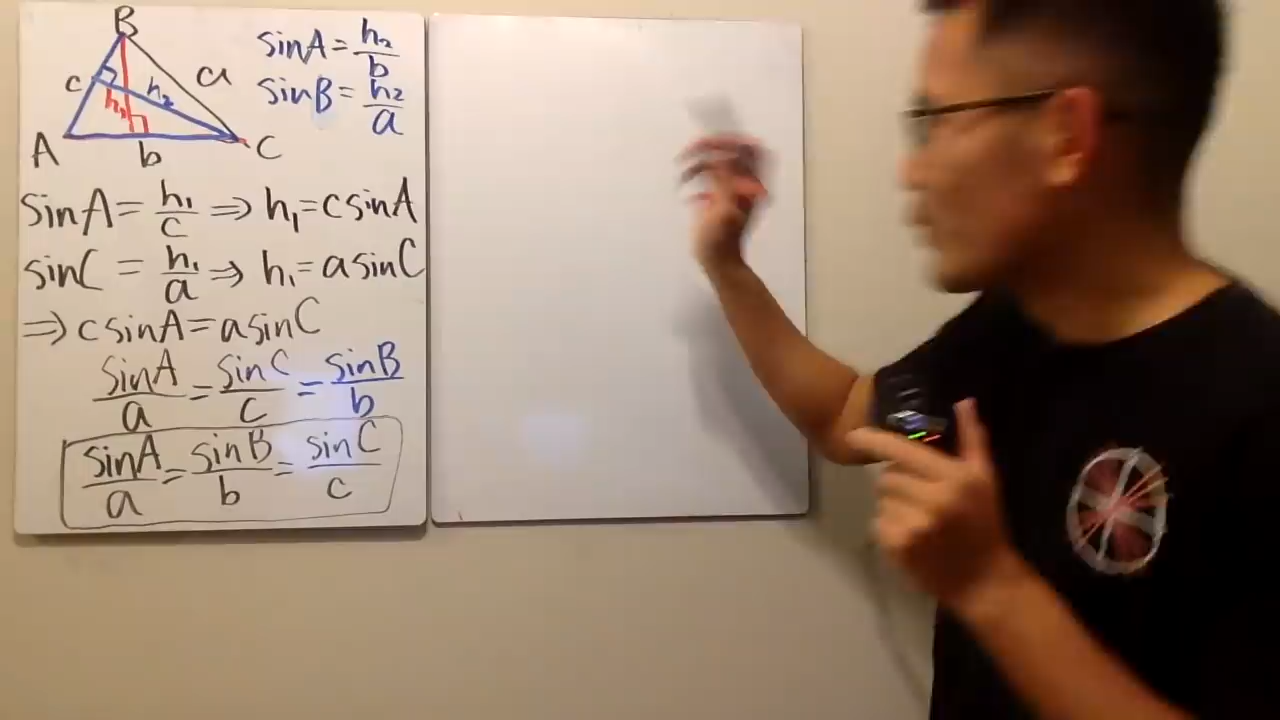 B
c
a
h₁
h₂
A
b
C
sinA = h₂/b
sinB = h₂/a
sinA = h₁/c ⇒ h₁ = c sinA
sinC = h₁/a ⇒ h₁ = a sinC
⇒ c sinA = a sinC
sinA/a = sinC/c = sinB/b
sinA/a = sinB/b = sinC/c